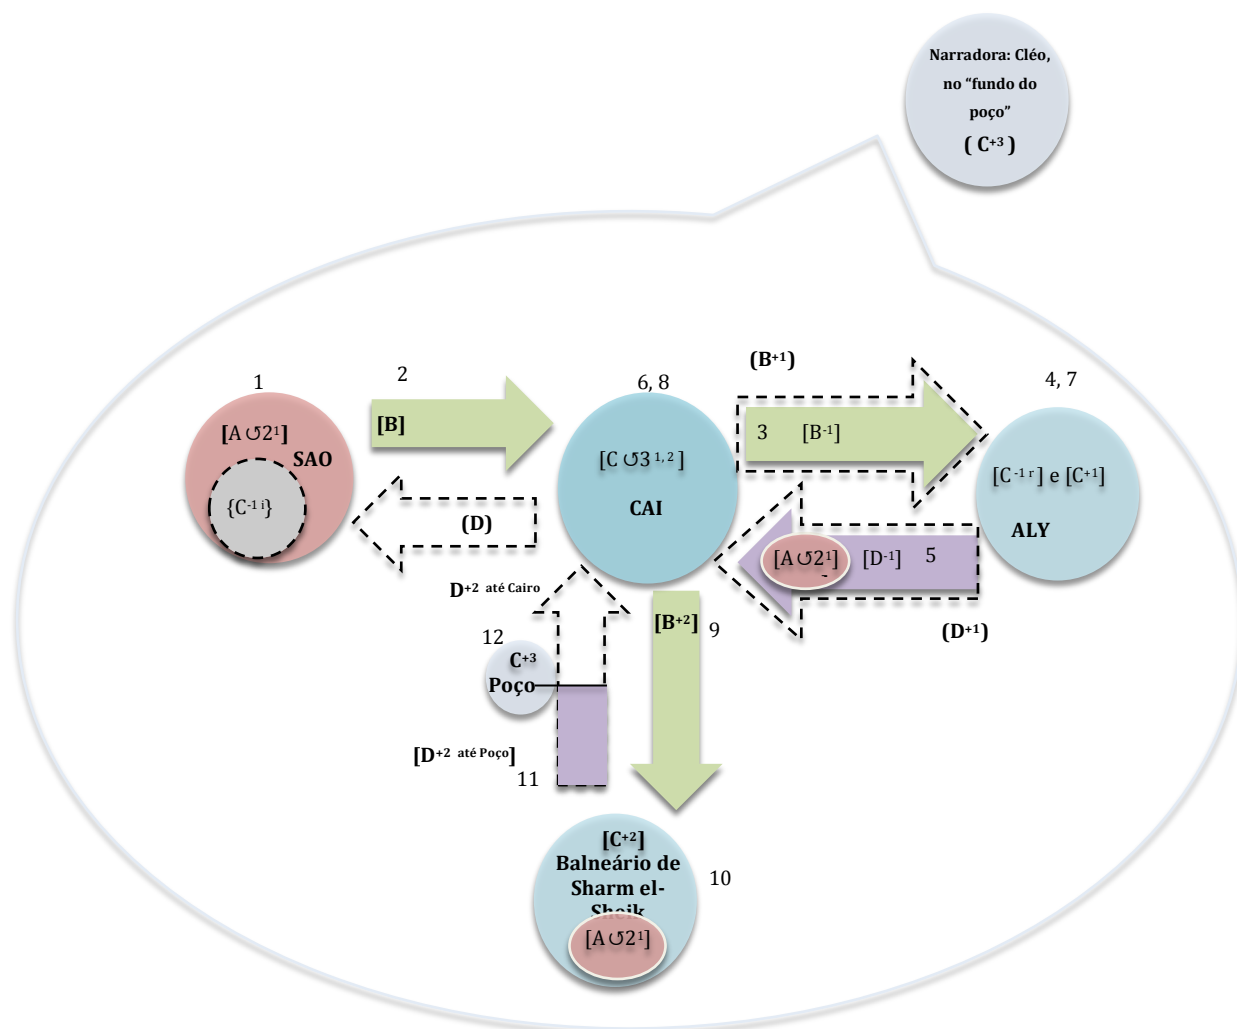 Narradora: Cléo,
no “fundo do
poço”
( C⁺³ )
(B⁺¹)
1
2
6, 8
4, 7
[A ↺2¹]
SAO
{C⁻¹ ⁱ}
[B]
[C ↺3 ¹˒ ²]
CAI
3
[B⁻¹]
[C ⁻¹ ʳ] e [C⁺¹]
ALY
(D)
[A ↺2¹]
[D⁻¹]
5
D⁺² até Cairo
[B⁺²]
9
(D⁺¹)
12
C⁺³
Poço
[D⁺² até Poço]
11
[C⁺²]
Balneário de
Sharm el-
Sheik
10
[A ↺2¹]